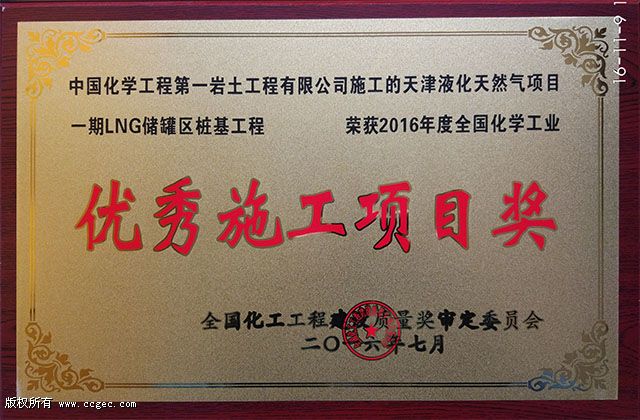 中国化学工程第一岩土工程有限公司施工的天津液化天然气项目
一期LNG储罐区桩基工程 荣获2016年度全国化学工业
优秀施工项目奖
全国化工工程建设质量奖审定委员会
二〇一六年七月
版权所有 www.ccgec.com
16-11-9 1